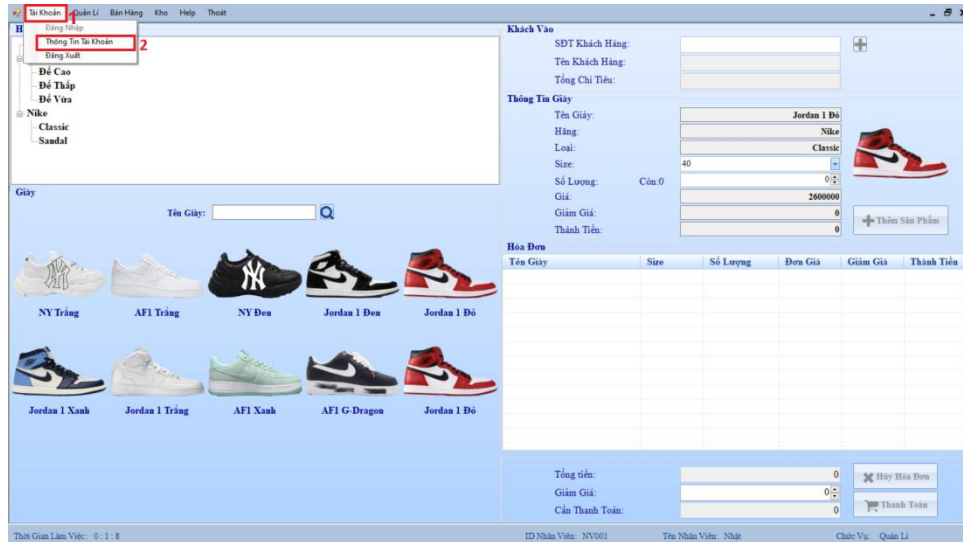 Tài Khoản Quản Lí Bán Hàng Kho Help Thoát
1
Đăng Nhập
Thông Tin Tài Khoản 2
Đăng Xuất
Đế Cao
Đế Thấp
Đế Vừa
Nike
Classic
Sandal
Giày
Tên Giày:
NY Trắng AF1 Trắng NY Đen Jordan 1 Đen Jordan 1 Đỏ
Jordan 1 Xanh Jordan 1 Trắng AF1 Xanh AF1 G-Dragon Jordan 1 Đỏ
Khách Vào
SĐT Khách Hàng:
Tên Khách Hàng:
Tổng Chi Tiêu:
Thông Tin Giày
Tên Giày: Jordan 1 Đỏ
Hãng: Nike
Loại: Classic
Size: 40
Số Lượng: Còn:0 0
Giá: 2600000
Giảm Giá: 0
Thành Tiền: 0
Thêm Sản Phẩm
Hóa Đơn
Tên Giày Size Số Lượng Đơn Giá Giảm Giá Thành Tiền
Tổng tiền: 0
Giảm Giá: 0
Cần Thanh Toán: 0
Hủy Hóa Đơn
Thanh Toán
Thời Gian Làm Việc: 0 : 1 : 8 ID Nhân Viên: NV001 Tên Nhân Viên: Nhật Chức Vụ: Quản Lí